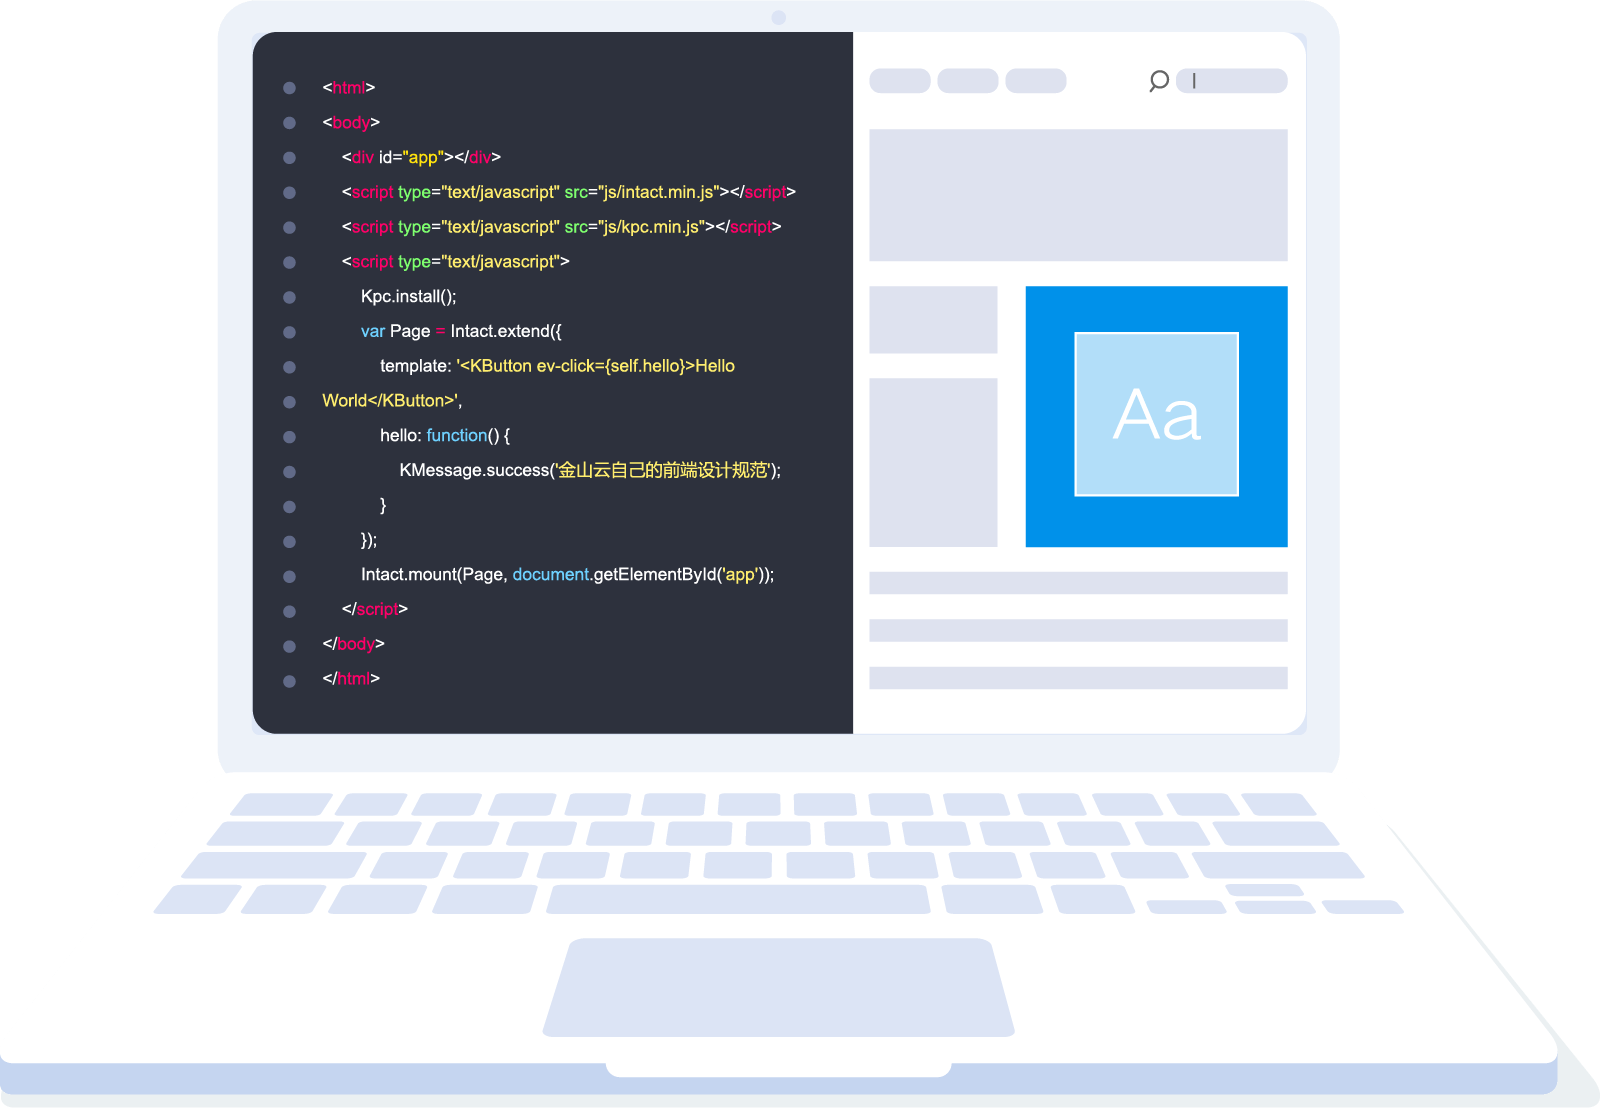 <html>
<body>
<div id="app"></div>
<script type="text/javascript" src="js/intact.min.js"></script>
<script type="text/javascript" src="js/kpc.min.js"></script>
<script type="text/javascript">
Kpc.install();
var Page = Intact.extend({
template: '<KButton ev-click={self.hello}>Hello
World</KButton>',
hello: function() {
KMessage.success('金山云自己的前端设计规范');
}
});
Intact.mount(Page, document.getElementById('app'));
</script>
</body>
</html>
Aa